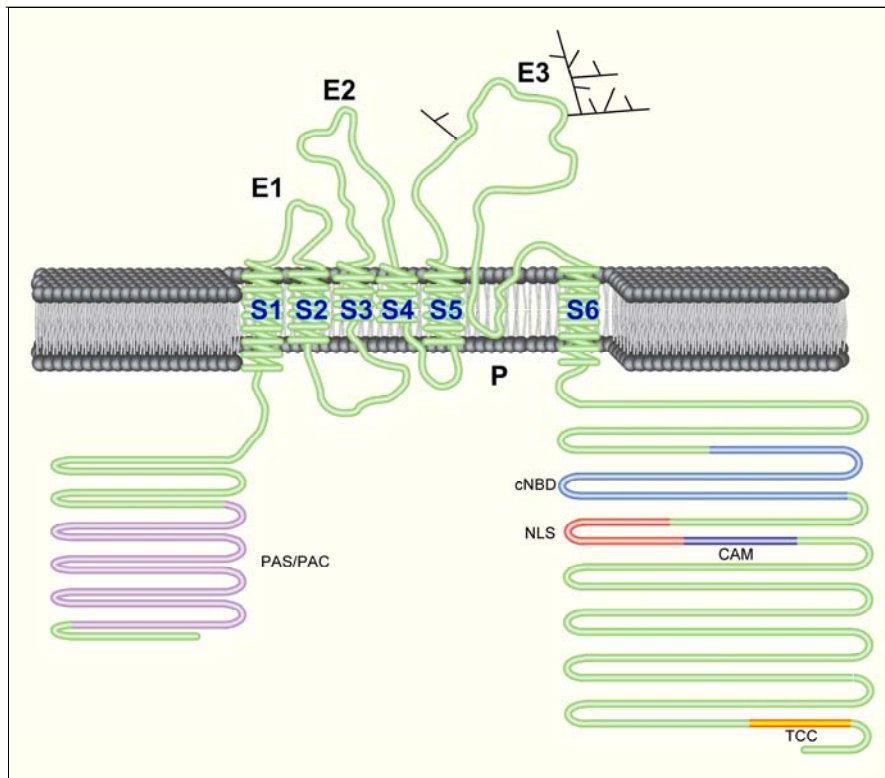 E3
E2
E1
S1 S2 S3 S4 S5 S6
P
cNBD
NLS
CAM
PAS/PAC
TCC